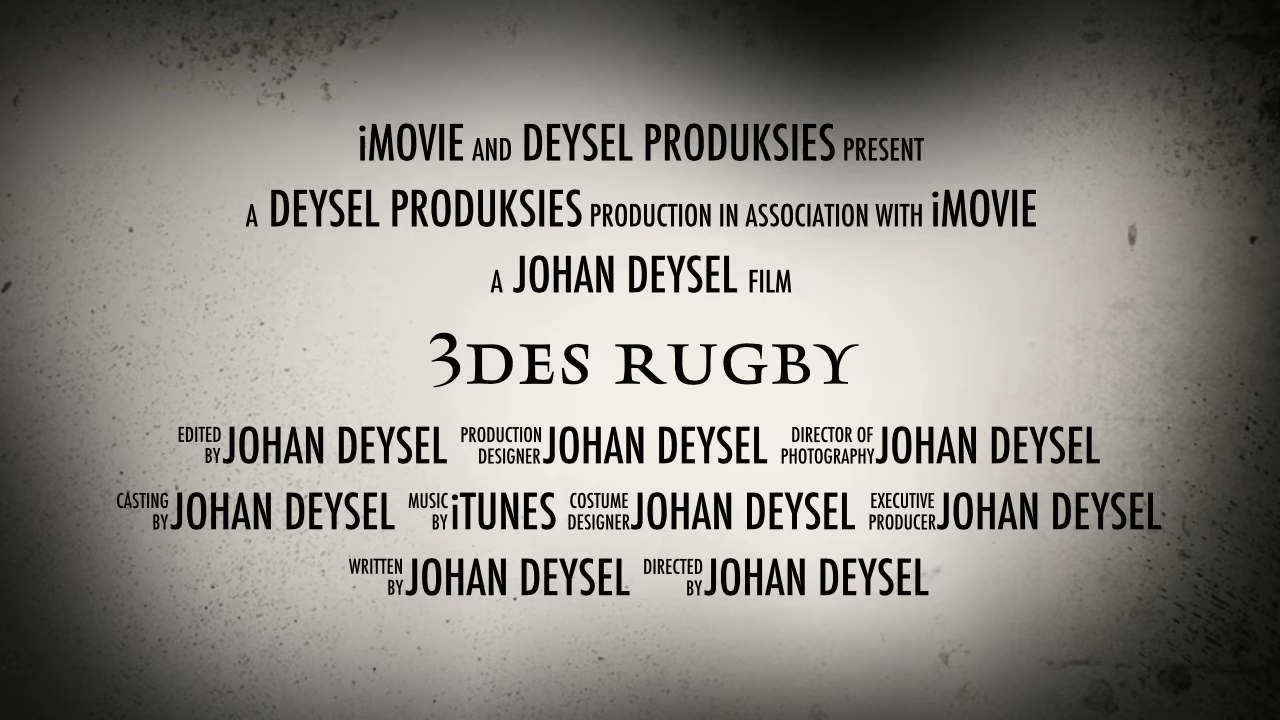 iMOVIE AND DEYSEL PRODUKSIES PRESENT
A DEYSEL PRODUKSIES PRODUCTION IN ASSOCIATION WITH iMOVIE
A JOHAN DEYSEL FILM
3DES RUGBY
EDITED BY JOHAN DEYSEL PRODUCTION DESIGNER JOHAN DEYSEL DIRECTOR OF PHOTOGRAPHY JOHAN DEYSEL
CASTING BY JOHAN DEYSEL MUSIC BY iTUNES COSTUME DESIGNER JOHAN DEYSEL EXECUTIVE PRODUCER JOHAN DEYSEL
WRITTEN BY JOHAN DEYSEL DIRECTED BY JOHAN DEYSEL